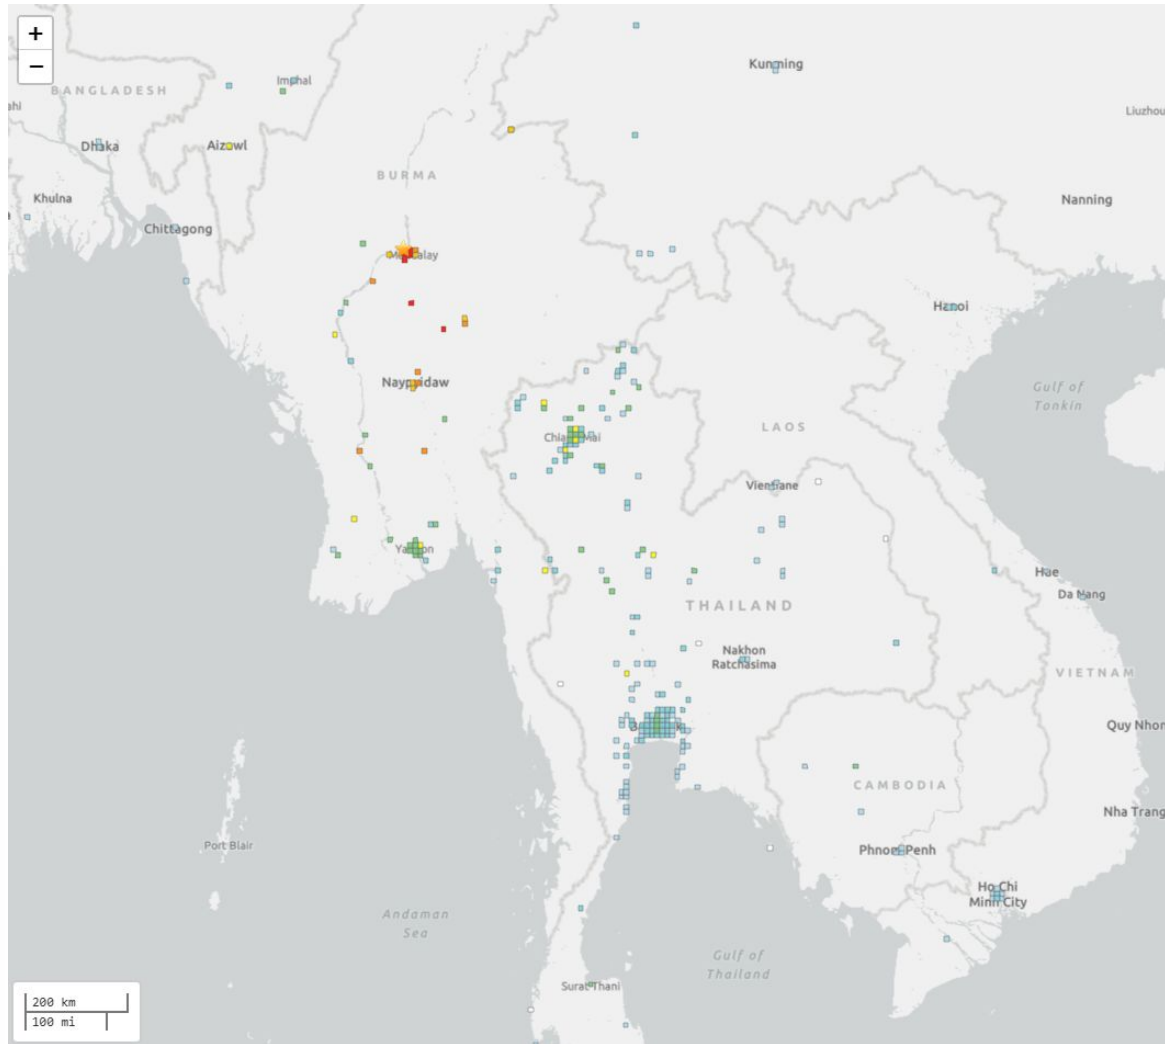 +
−
Imphal
Kunming
BANGLADESH
Liuzhou
Dhaka
Aizawl
BURMA
Khulna
Nanning
Chittagong
Hanoi
Naypyidaw
Gulf of
Tonkin
LAOS
Vientiane
Hue
Da Nang
THAILAND
Nakhon
Ratchasima
VIETNAM
Quy Nhon
CAMBODIA
Nha Trang
Port Blair
Phnom Penh
Ho Chi
Minh City
Andaman
Sea
Gulf of
Thailand
Surat Thani
200 km
100 mi